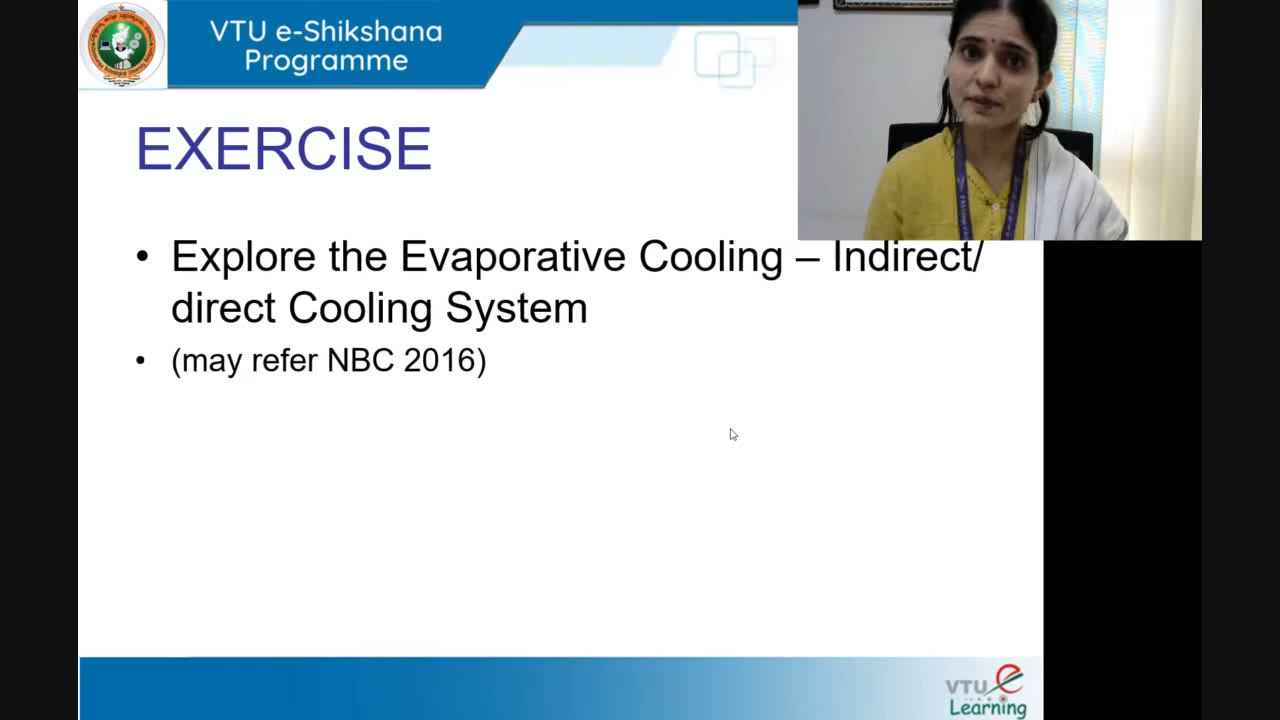 VTU e-Shikshana
Programme
EXERCISE
• Explore the Evaporative Cooling – Indirect/
direct Cooling System
• (may refer NBC 2016)
VTU e
Learning